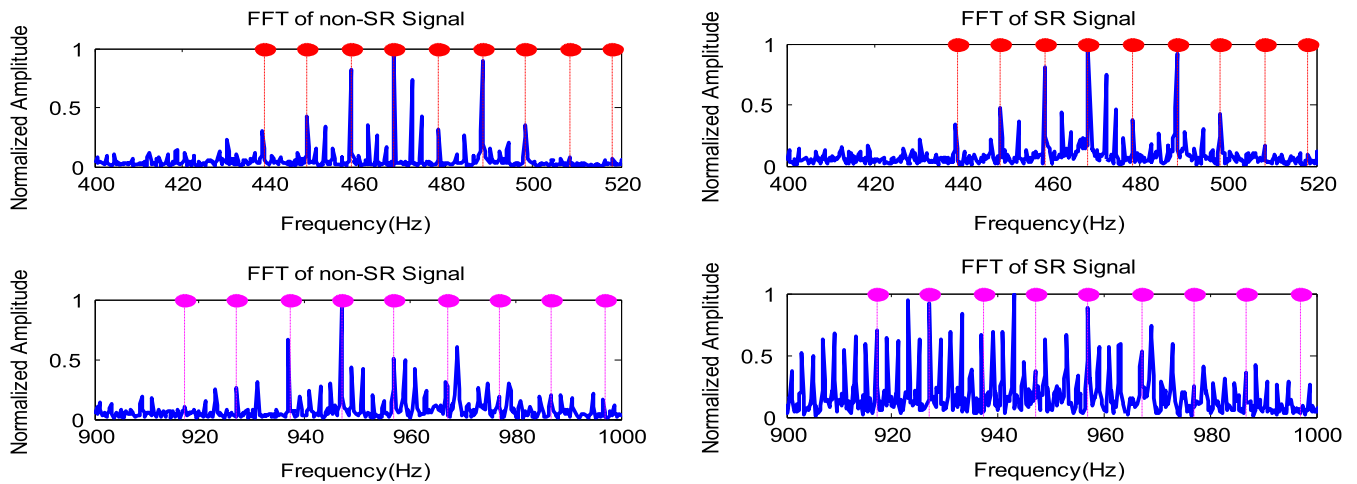 FFT of non-SR Signal
Normalized Amplitude
1
0.5
0
400 420 440 460 480 500 520
Frequency(Hz)
FFT of SR Signal
Normalized Amplitude
1
0.5
0
400 420 440 460 480 500 520
Frequency(Hz)
FFT of non-SR Signal
Normalized Amplitude
1
0.5
0
900 920 940 960 980 1000
Frequency(Hz)
FFT of SR Signal
Normalized Amplitude
1
0.5
0
900 920 940 960 980 1000
Frequency(Hz)